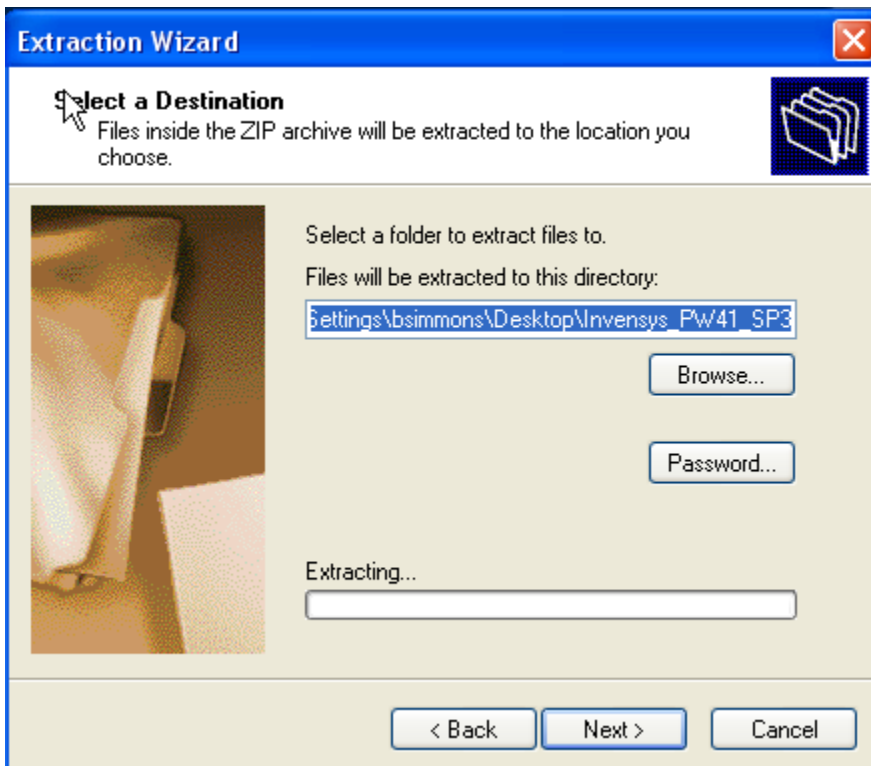 Extraction Wizard
Select a Destination
Files inside the ZIP archive will be extracted to the location you
choose.
Select a folder to extract files to.
Files will be extracted to this directory:
Settings\bsimmons\Desktop\Invensys_PW41_SP3
Browse...
Password...
Extracting...
< Back Next > Cancel